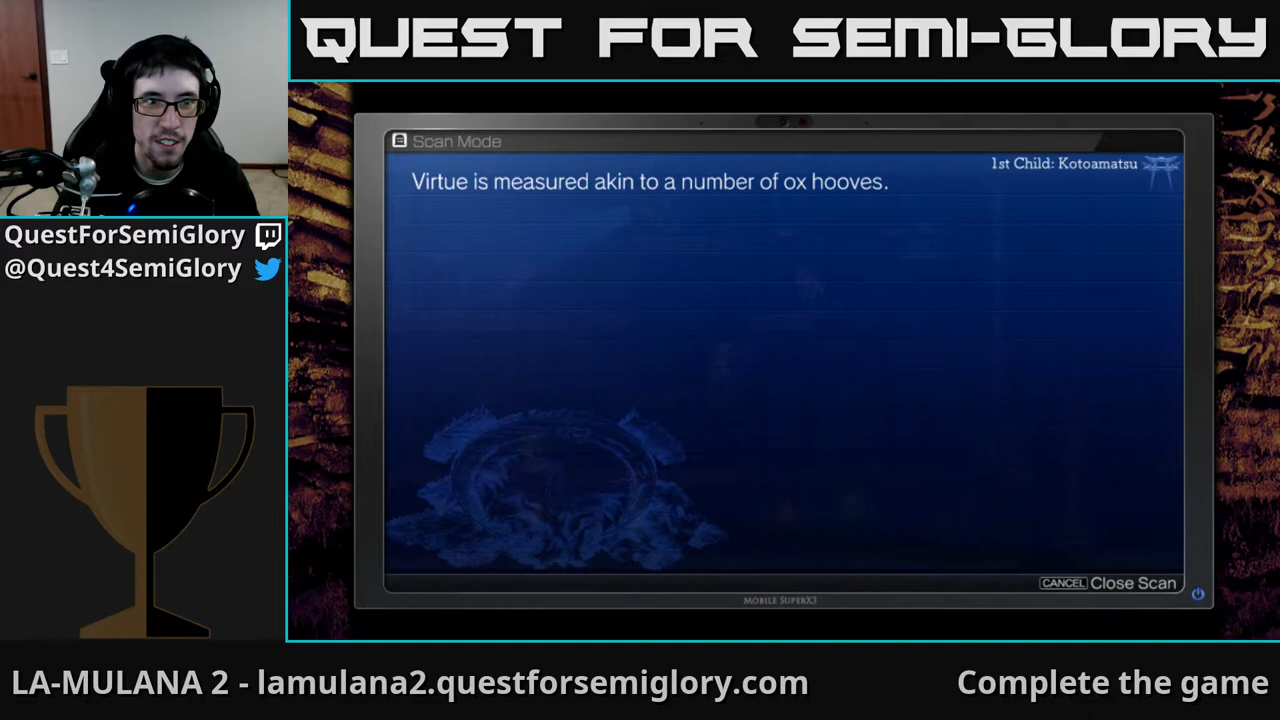 QUEST FOR SEMI-GLORY
Scan Mode
1st Child: Kotoamatsu
Virtue is measured akin to a number of ox hooves.
QuestForSemiGlory
@Quest4SemiGlory
CANCEL Close Scan
MOBILE SUPERX3
LA-MULANA 2 - lamulana2.questforsemiglory.com
Complete the game